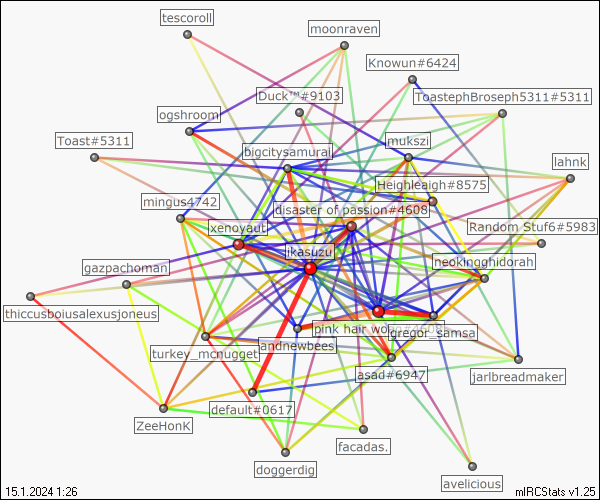 tescoroll
moonraven
Knowun#6424
Duck™#9103
ToastephBroseph5311#5311
ogshroom
Toast#5311
mukszi
bigcitysamurai
lahnk
Heighleaigh#8575
mingus4742
disaster of passion#4608
xenoyaut
Random Stuf6#5983
ikasuzu
neokingghidorah
gazpachoman
thiccusboiusalexusjoneus
pink hair
gregor_samsa
andnewbees
turkey_mcnugget
asad#6947
jarlbreadmaker
default#0617
ZeeHonK
facadas.
doggerdig
avelicious
15.1.2024 1:26
mIRCStats v1.25